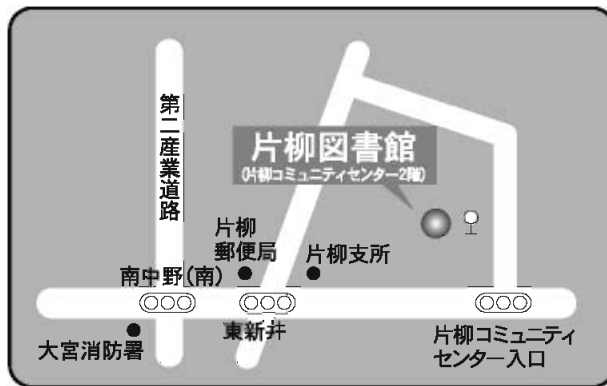 第二産業道路
片柳図書館
(片柳コミュニティセンター2階)
片柳
郵便局
片柳支所
南中野(南)
大宮消防署
東新井
片柳コミュニティ
センター入口